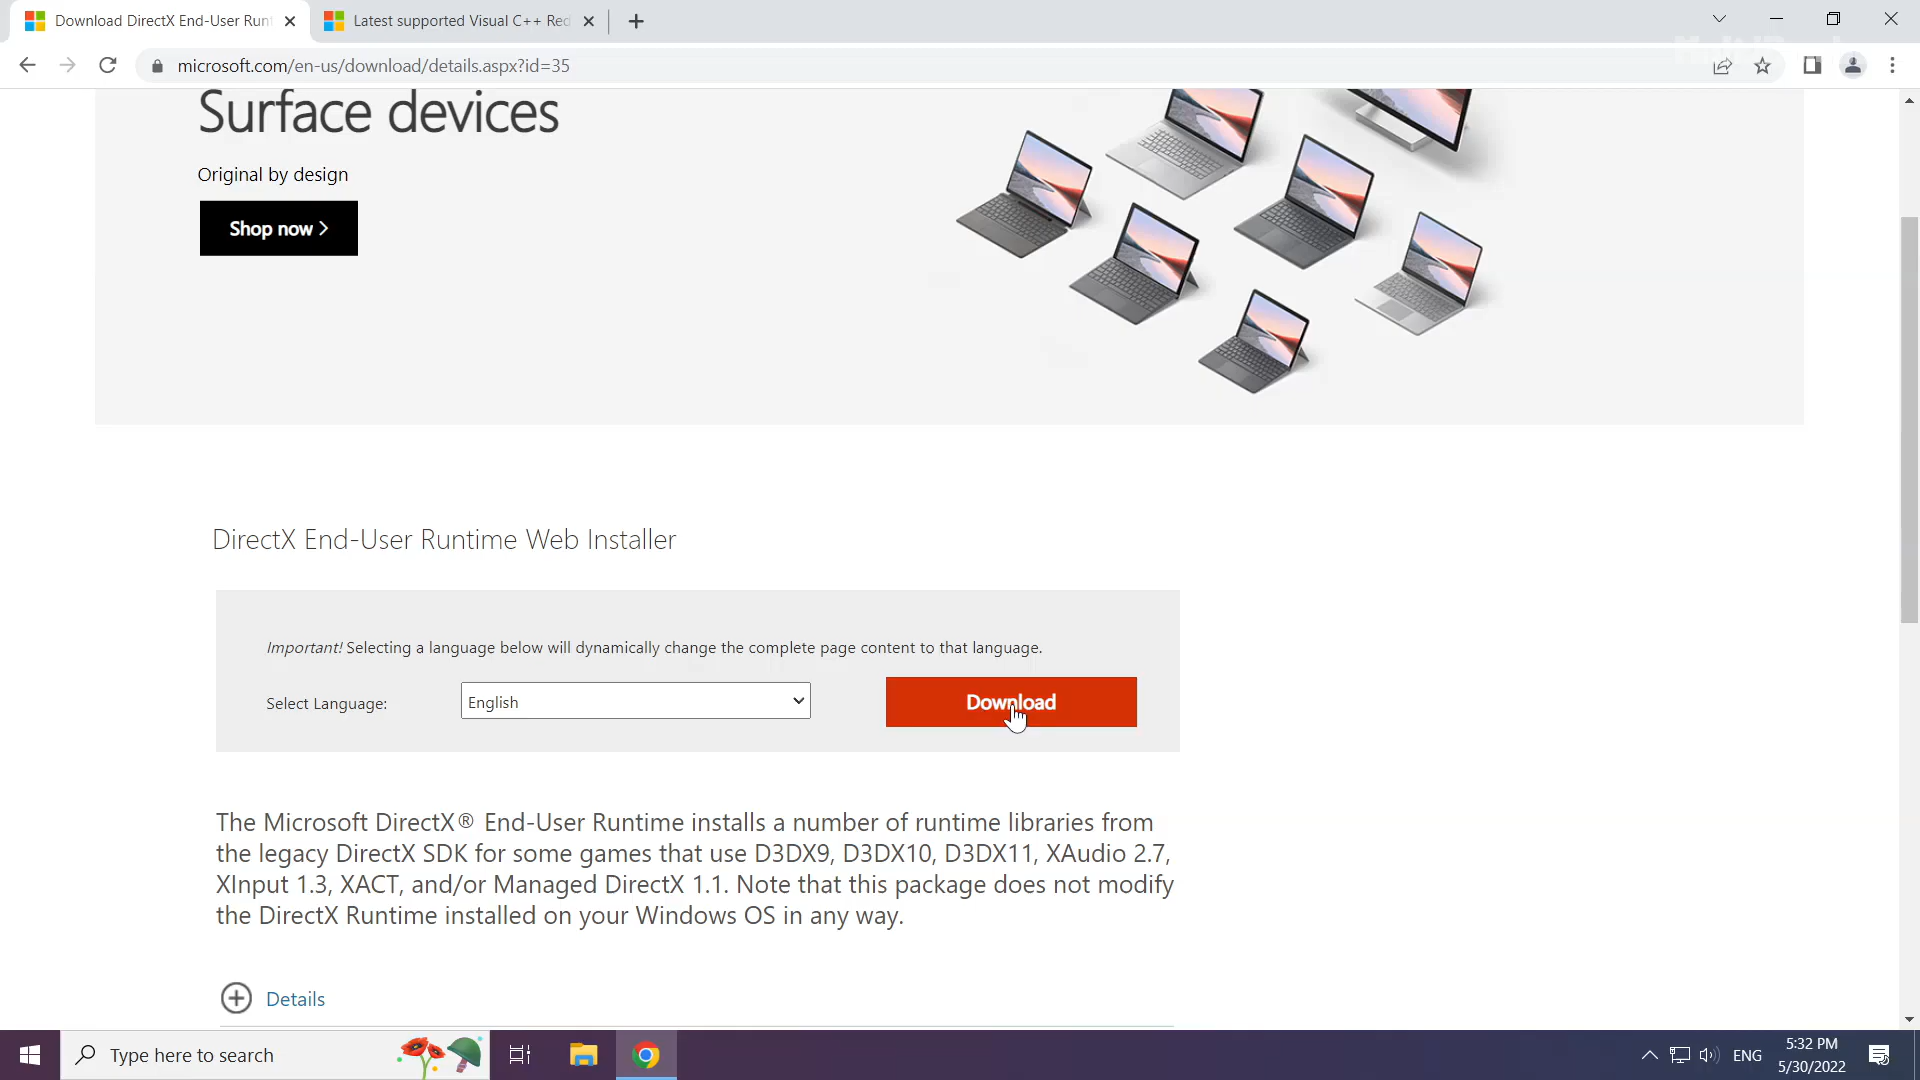 Download DirectX End-User Runt
Latest supported Visual C++ Red
microsoft.com/en-us/download/details.aspx?id=35
Surface devices
Original by design
Shop now >
DirectX End-User Runtime Web Installer
Important! Selecting a language below will dynamically change the complete page content to that language.
Select Language:
English
Download
The Microsoft DirectX® End-User Runtime installs a number of runtime libraries from
the legacy DirectX SDK for some games that use D3DX9, D3DX10, D3DX11, XAudio 2.7,
XInput 1.3, XACT, and/or Managed DirectX 1.1. Note that this package does not modify
the DirectX Runtime installed on your Windows OS in any way.
Details
Type here to search
ENG
5:32 PM
5/30/2022